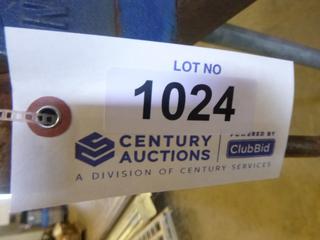 LOT NO
1024
CENTURY
AUCTIONS
POWERED BY
ClubBid
A DIVISION OF CENTURY SERVICES